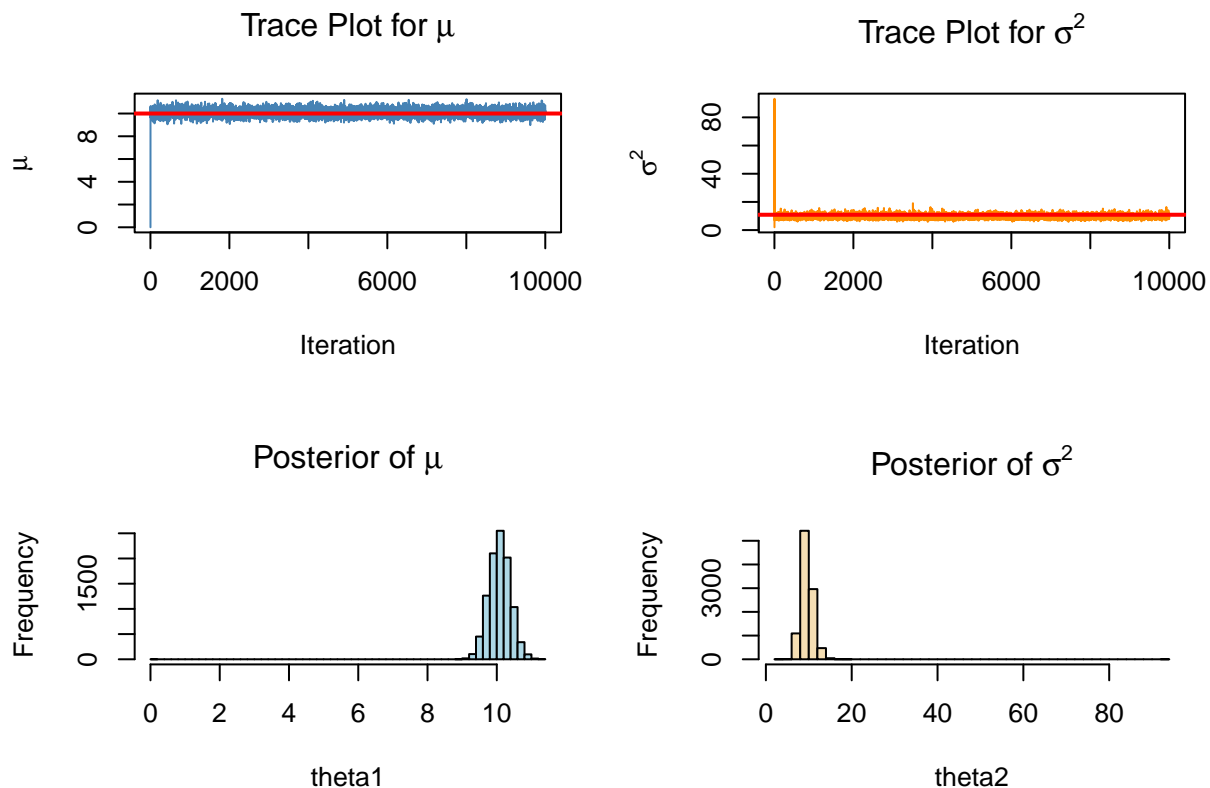 Trace Plot for μ
μ
0 4 8
0 2000 6000 10000
Iteration
Trace Plot for σ²
σ²
0 40 80
0 2000 6000 10000
Iteration
Posterior of μ
Frequency
0 1500
0 2 4 6 8 10
theta1
Posterior of σ²
Frequency
0 3000
0 20 40 60 80
theta2